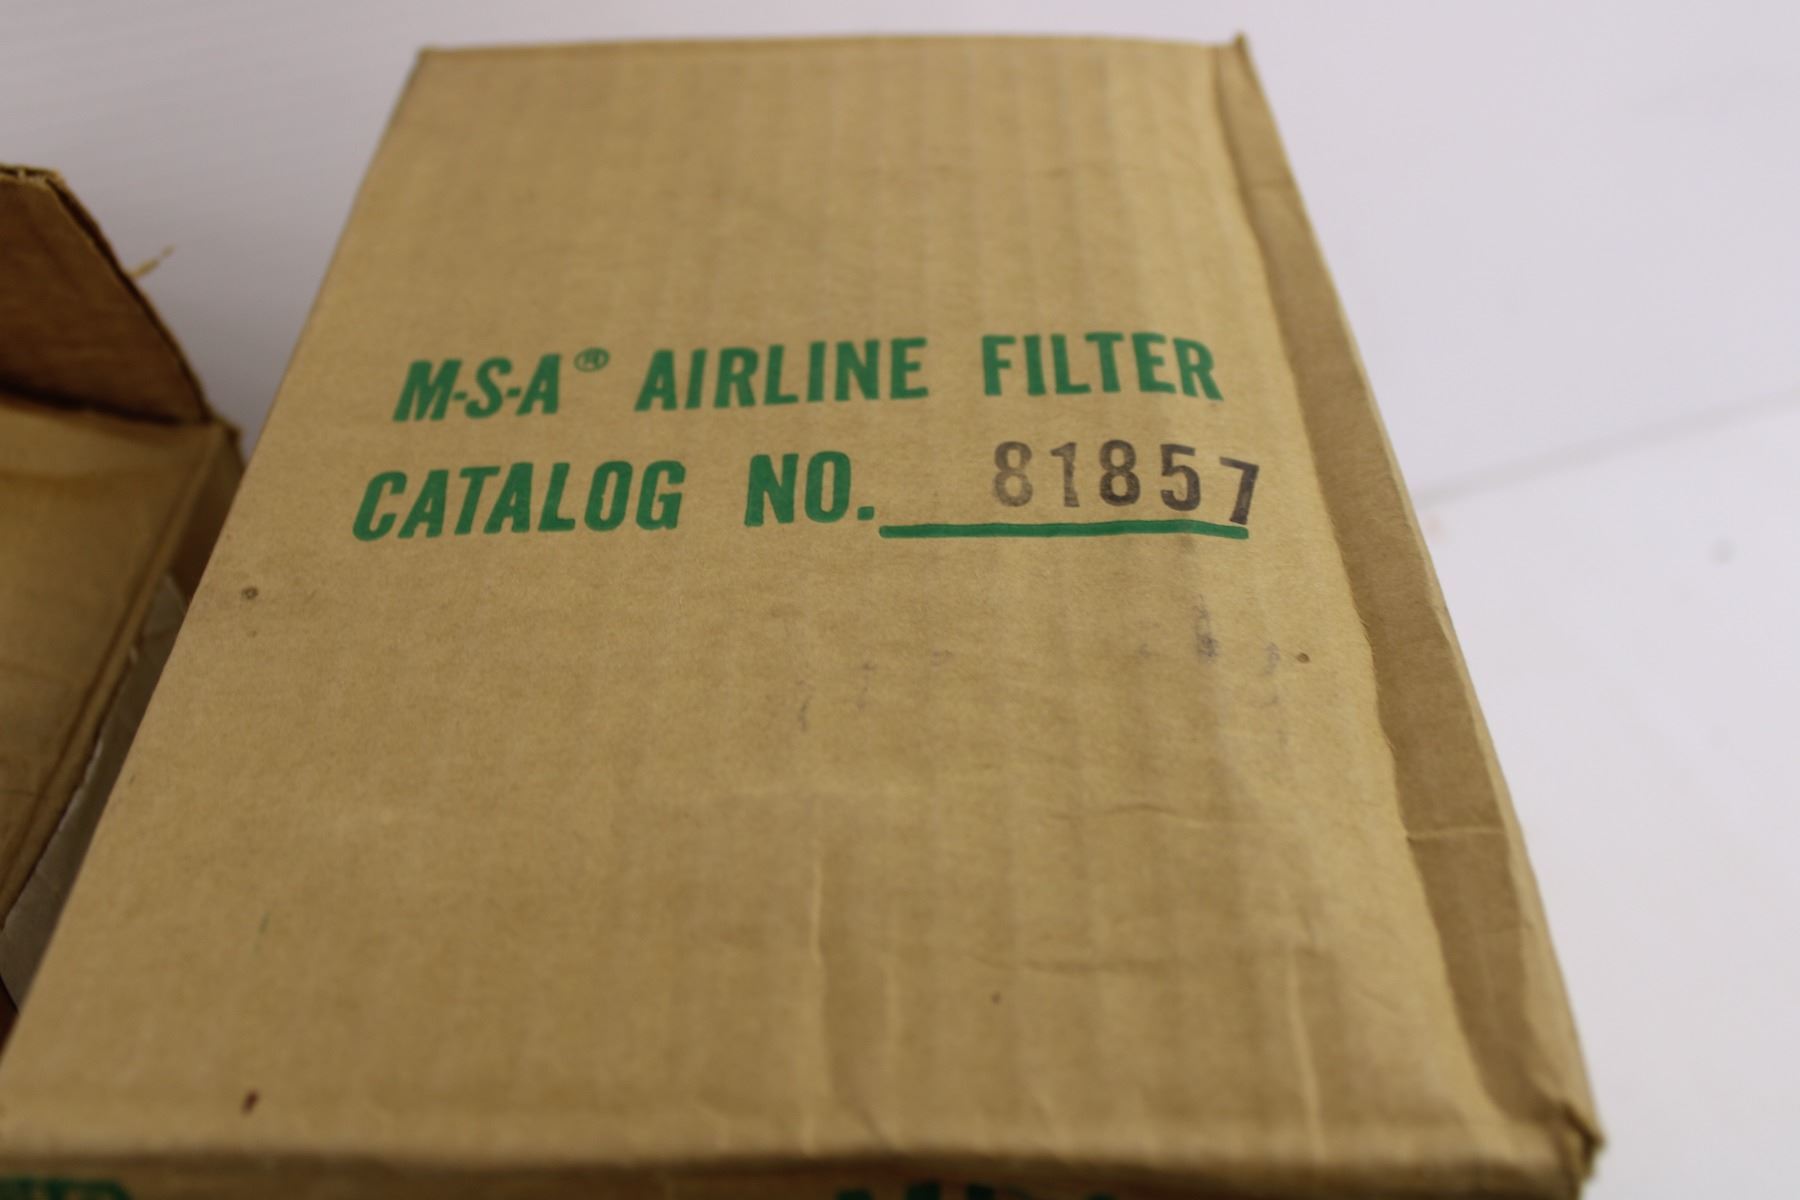 M-S-A® AIRLINE FILTER
CATALOG NO. 81857